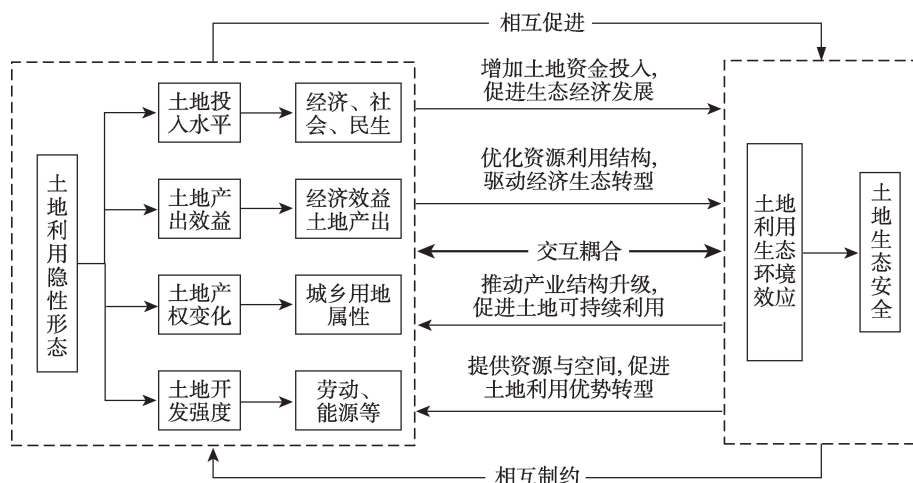 相互促进
土地利用隐性形态
土地投
入水平
经济、社
会、民生
土地产
出效益
经济效益
土地产出
土地产
权变化
城乡用地
属性
土地开
发强度
劳动、
能源等
增加土地资金投入,
促进生态经济发展
优化资源利用结构,
驱动经济生态转型
交互耦合
推动产业结构升级,
促进土地可持续利用
提供资源与空间, 促进
土地利用优势转型
土地
利用
生态
环境
效应
土地生态安全
相互制约